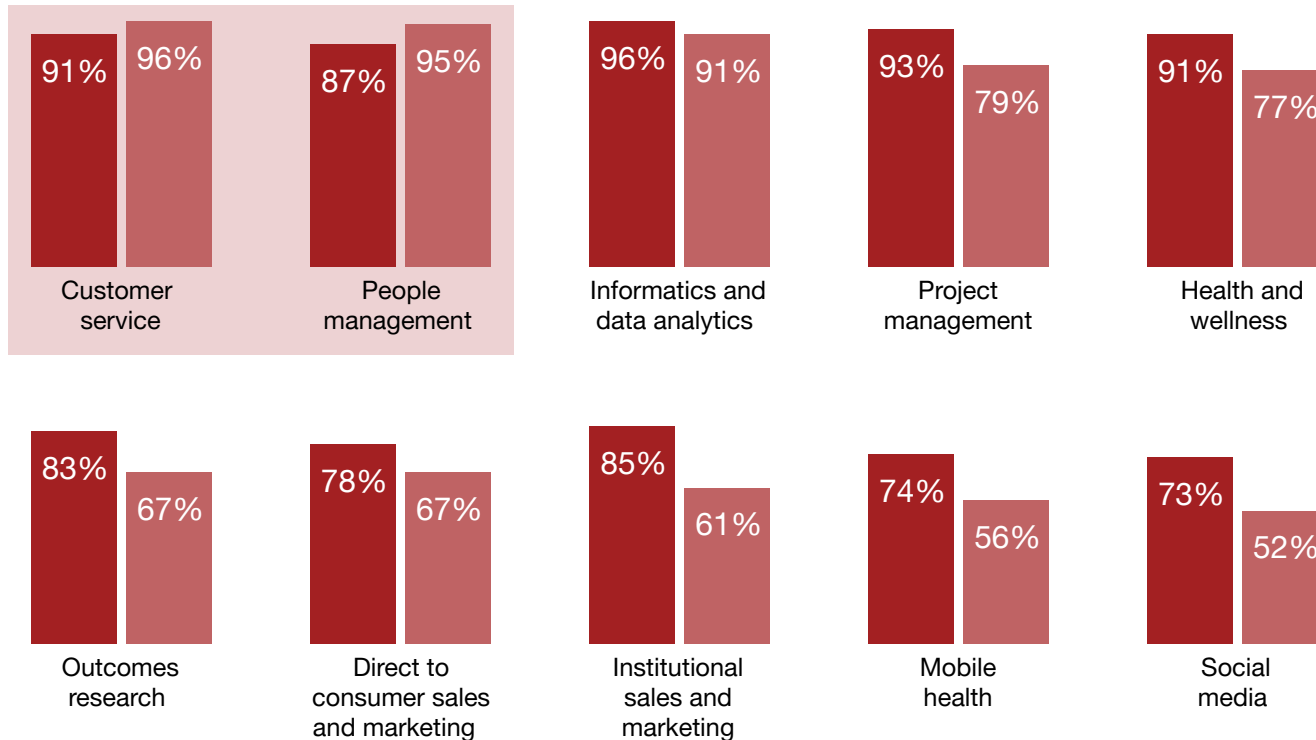 91% 96%
87% 95%
96% 91%
93% 79%
91% 77%
Customer
service
People
management
Informatics and
data analytics
Project
management
Health and
wellness
83% 67%
78% 67%
85% 61%
74% 56%
73% 52%
Outcomes
research
Direct to
consumer sales
and marketing
Institutional
sales and
marketing
Mobile
health
Social
media